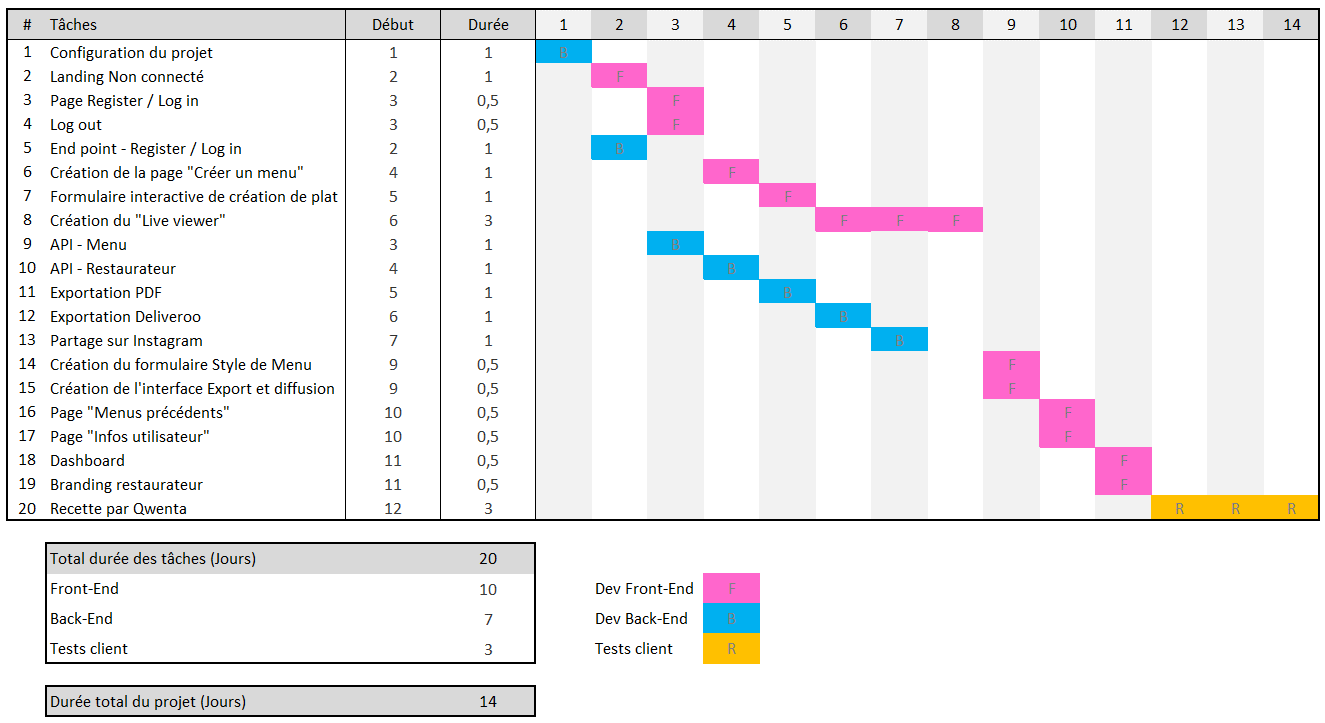 # Tâches Début Durée 1 2 3 4 5 6 7 8 9 10 11 12 13 14
1 Configuration du projet 1 1 B
2 Landing Non connecté 2 1 F
3 Page Register / Log in 3 0,5 F
4 Log out 3 0,5 F
5 End point - Register / Log in 2 1 B
6 Création de la page "Créer un menu" 4 1 F
7 Formulaire interactive de création de plat 5 1 F
8 Création du "Live viewer" 6 3 F F F
9 API - Menu 3 1 B
10 API - Restaurateur 4 1 B
11 Exportation PDF 5 1 B
12 Exportation Deliveroo 6 1 B
13 Partage sur Instagram 7 1 B
14 Création du formulaire Style de Menu 9 0,5 F
15 Création de l'interface Export et diffusion 9 0,5 F
16 Page "Menus précédents" 10 0,5 F
17 Page "Infos utilisateur" 10 0,5 F
18 Dashboard 11 0,5 F
19 Branding restaurateur 11 0,5 F
20 Recette par Qwenta 12 3 R R R
Total durée des tâches (Jours) 20
Front-End 10 Dev Front-End F
Back-End 7 Dev Back-End B
Tests client 3 Tests client R
Durée total du projet (Jours) 14